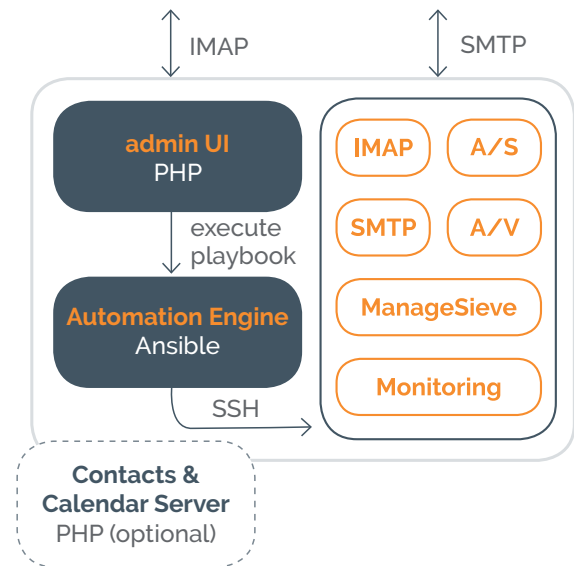 IMAP
SMTP
admin UI
PHP
execute
playbook
Automation Engine
Ansible
SSH
IMAP
A/S
SMTP
A/V
ManageSieve
Monitoring
Contacts &
Calendar Server
PHP (optional)